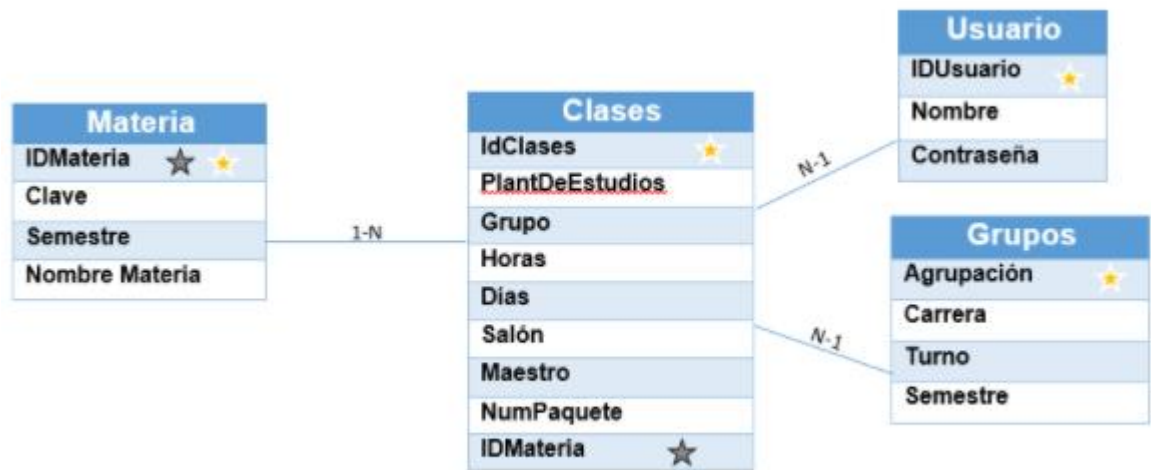 Materia
IDMateria
Clave
Semestre
Nombre Materia
1-N
Clases
IdClases
PlantDeEstudios
Grupo
Horas
Días
Salón
Maestro
NumPaquete
IDMateria
N-1
N-1
Usuario
IDUsuario
Nombre
Contraseña
Grupos
Agrupación
Carrera
Turno
Semestre